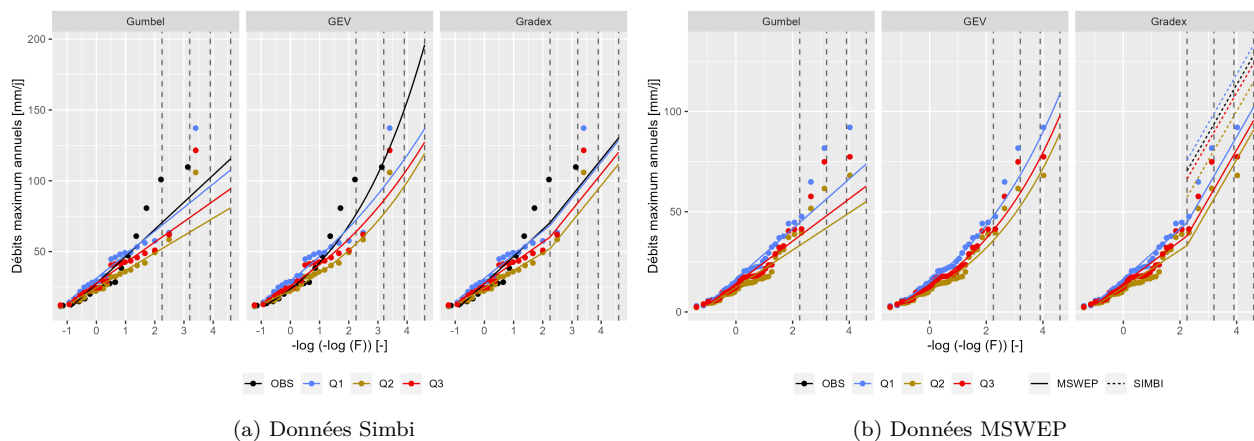 Gumbel GEV Gradex
Débits maximum annuels [mm/j]
200
150
100
50
-1 0 1 2 3 4 -1 0 1 2 3 4 -1 0 1 2 3 4
-log (-log (F)) [-]
OBS Q1 Q2 Q3
(a) Données Simbi
Gumbel GEV Gradex
Débits maximum annuels [mm/j]
100
50
0
0 2 4 0 2 4 0 2 4
-log (-log (F)) [-]
OBS Q1 Q2 Q3 MSWEP SIMBI
(b) Données MSWEP